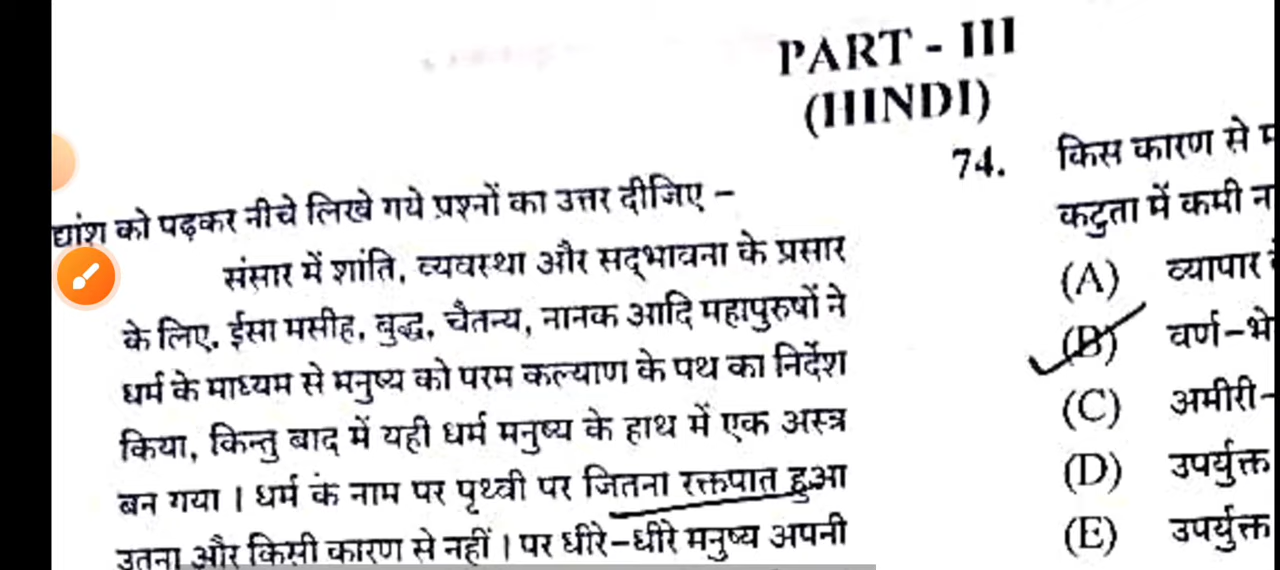 PART - III
(HINDI)
द्यांश को पढ़कर नीचे लिखे गये प्रश्नों का उत्तर दीजिए –
संसार में शांति, व्यवस्था और सद्भावना के प्रसार
के लिए, ईसा मसीह, बुद्ध, चैतन्य, नानक आदि महापुरुषों ने
धर्म के माध्यम से मनुष्य को परम कल्याण के पथ का निर्देश
किया, किन्तु बाद में यही धर्म मनुष्य के हाथ में एक अस्त्र
बन गया । धर्म के नाम पर पृथ्वी पर जितना रक्तपात हुआ
उतना और किसी कारण से नहीं । पर धीरे–धीरे मनुष्य अपनी
74. किस कारण से
कटुता में कमी
(A) व्यापार
(B) वर्ण–भे
(C) अमीरी–
(D) उपर्युक्त
(E) उपर्युक्त